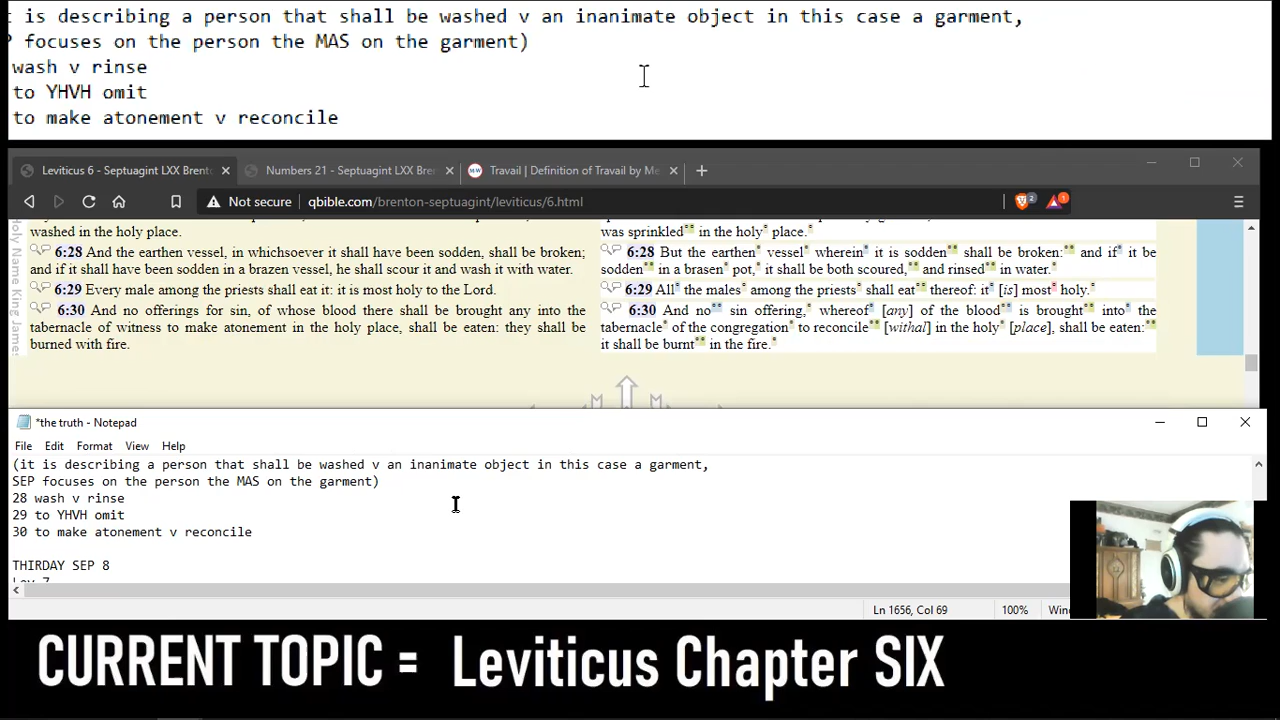 t is describing a person that shall be washed v an inanimate object in this case a garment,
P focuses on the person the MAS on the garment)
wash v rinse
to YHVH omit
to make atonement v reconcile
Leviticus 6 - Septuagint LXX Brent
Numbers 21 - Septuagint LXX Bre
Travail | Definition of Travail by Me
Not secure qbible.com/brenton-septuagint/leviticus/6.html
Holy Name King Jame
washed in the holy place.
6:28 And the earthen vessel, in whichsoever it shall have been sodden, shall be broken;
and if it shall have been sodden in a brazen vessel, he shall scour it and wash it with water.
6:29 Every male among the priests shall eat it: it is most holy to the Lord.
6:30 And no offerings for sin, of whose blood there shall be brought any into the
tabernacle of witness to make atonement in the holy place, shall be eaten: they shall be
burned with fire.
was sprinkled in the holy place.
6:28 But the earthen vessel wherein it is sodden shall be broken: and if it be
sodden in a brasen pot, it shall be both scoured, and rinsed in water.
6:29 All the males among the priests shall eat thereof: it [is] most holy.
6:30 And no sin offering, whereof [any] of the blood is brought into the
tabernacle of the congregation to reconcile [withal] in the holy [place], shall be eaten:
it shall be burnt in the fire.
M M
*the truth - Notepad
File Edit Format View Help
(it is describing a person that shall be washed v an inanimate object in this case a garment,
SEP focuses on the person the MAS on the garment)
28 wash v rinse
29 to YHVH omit
30 to make atonement v reconcile
THIRDAY SEP 8
Lev 7
Ln 1656, Col 69 100% Win
CURRENT TOPIC = Leviticus Chapter SIX